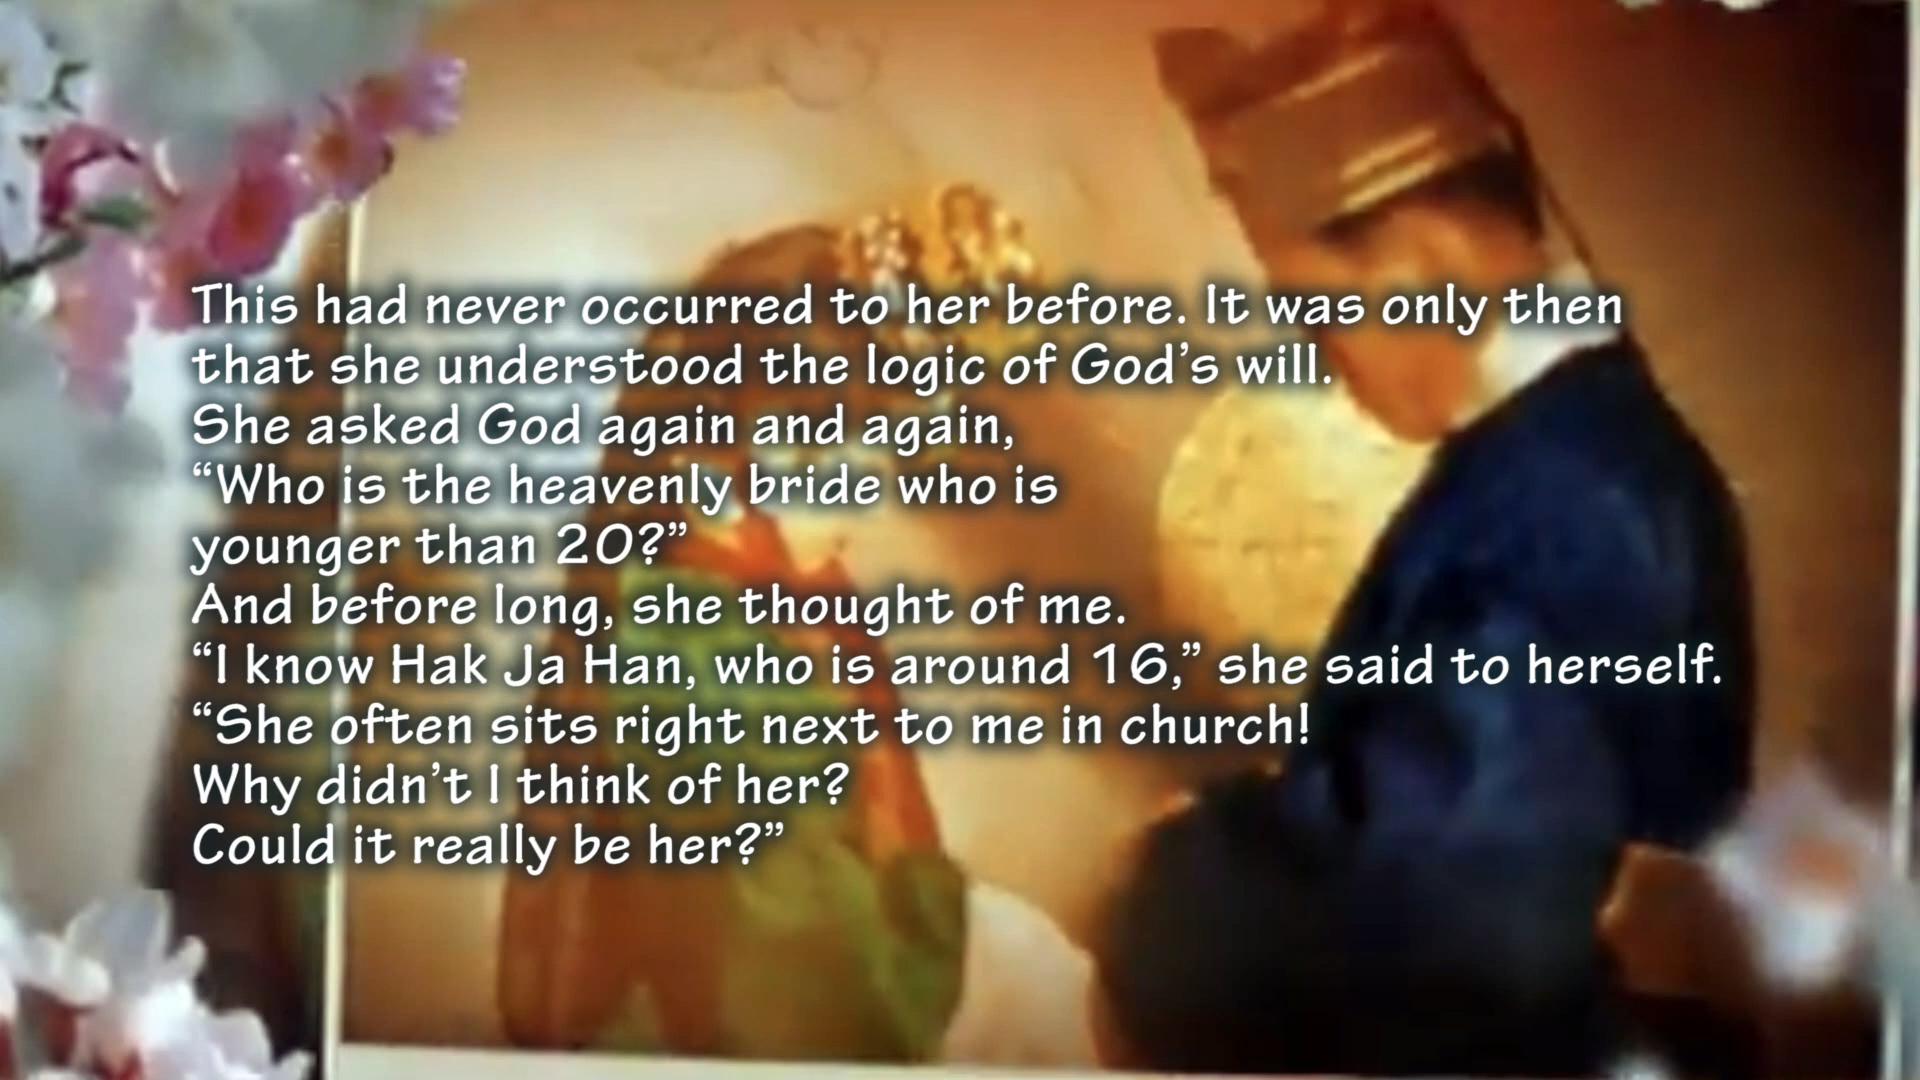 This had never occurred to her before. It was only then
that she understood the logic of God’s will.
She asked God again and again,
“Who is the heavenly bride who is
younger than 20?”
And before long, she thought of me.
“I know Hak Ja Han, who is around 16,” she said to herself.
“She often sits right next to me in church!
Why didn’t I think of her?
Could it really be her?”